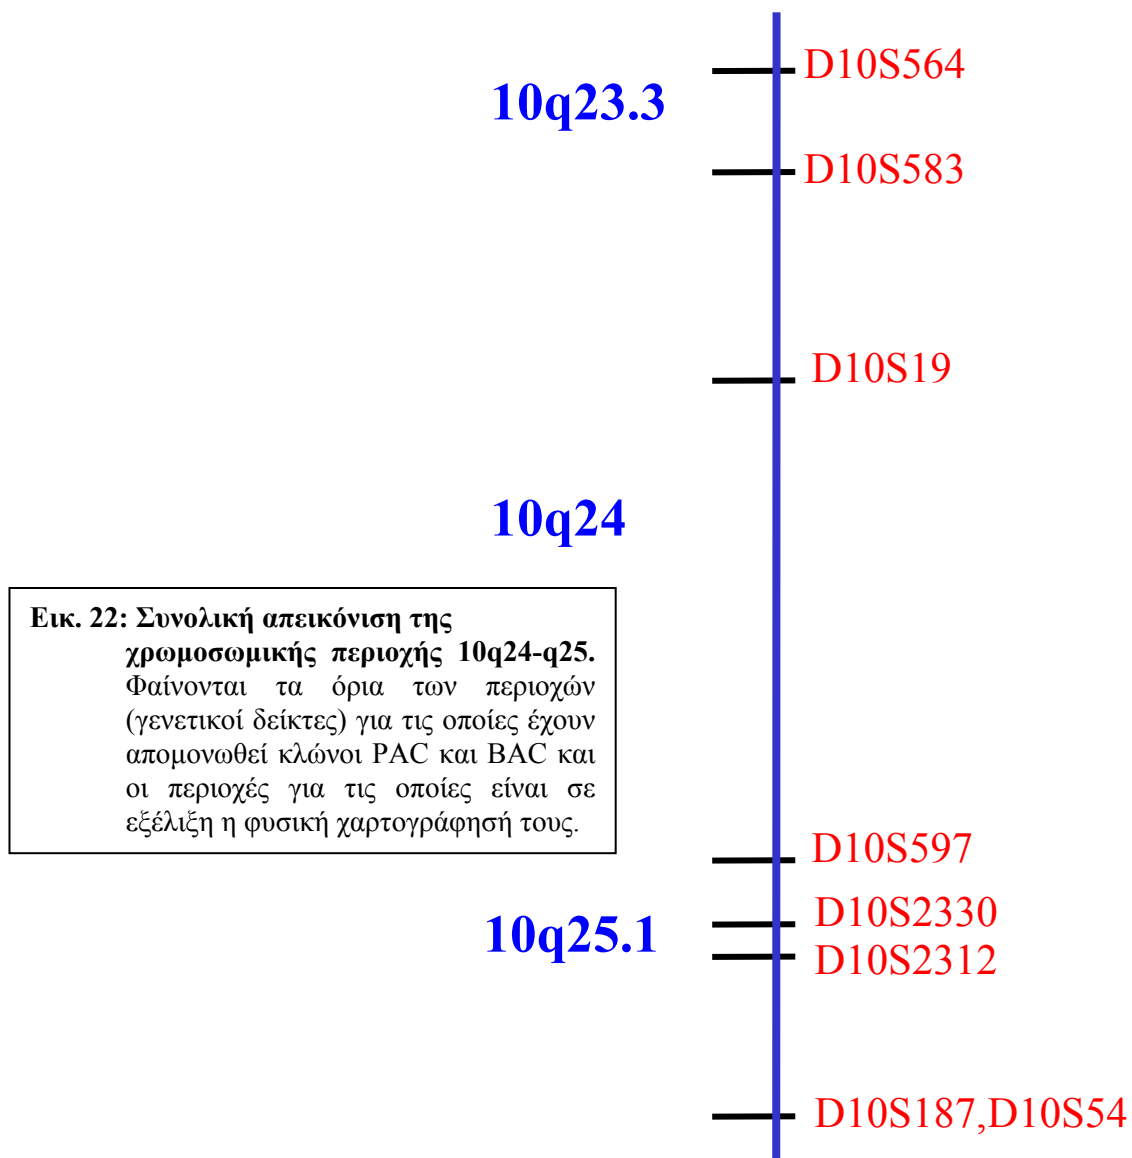 D10S564
10q23.3
D10S583
D10S19
10q24
Εικ. 22: Συνολική απεικόνιση της
χρωμοσωμικής περιοχής 10q24-q25.
Φαίνονται τα όρια των περιοχών
(γενετικοί δείκτες) για τις οποίες έχουν
απομονωθεί κλώνοι PAC και BAC και
οι περιοχές για τις οποίες είναι σε
εξέλιξη η φυσική χαρτογράφησή τους.
D10S597
D10S2330
10q25.1
D10S2312
D10S187,D10S54